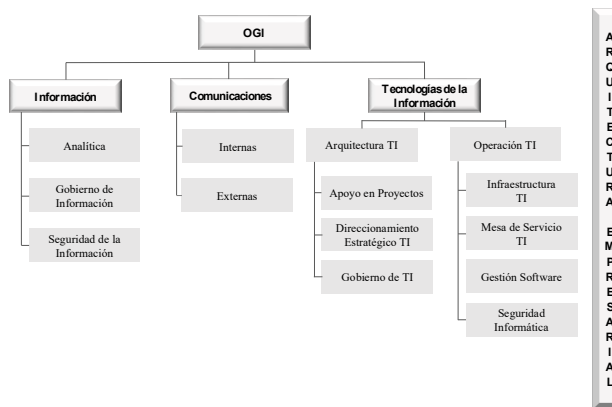 OGI
Información
Analítica
Gobierno de
Información
Seguridad de la
Información
Comunicaciones
Internas
Externas
Tecnologías de la
Información
Arquitectura TI
Apoyo en Proyectos
Direccionamiento
Estratégico TI
Gobierno de TI
Operación TI
Infraestructura
TI
Mesa de Servicio
TI
Gestión Software
Seguridad
Informática
ARQUITECTURA EMPRESARIAL